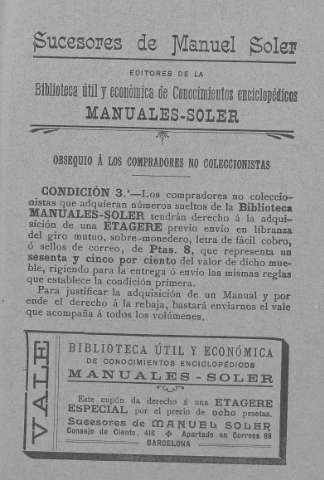 Sucesores de Manuel Soler
EDITORES DE LA
Biblioteca útil y económica de Conocimientos enciclopédicos
MANUALES-SOLER
OBSEQUIO Á LOS COMPRADORES NO COLECCIONISTAS
CONDICIÓN 3.ª—Los compradores no coleccio-
nistas que adquieran números sueltos de la Biblioteca
MANUALES-SOLER tendrán derecho á la adqui-
sición de una ETAGERE previo envío en libranza
del giro mutuo, sobre-monedero, letra de fácil cobro,
ó sellos de correo, de Ptas. 8, que representa un
sesenta y cinco por ciento del valor de dicho mue-
ble, rigiendo para la entrega ó envío las mismas reglas
que establece la condición primera.
Para justificar la adquisición de un Manual y por
ende el derecho á la rebaja, bastará enviarnos el vale
que acompaña á todos los volúmenes.
VALE
BIBLIOTECA ÚTIL Y ECONÓMICA
DE CONOCIMIENTOS ENCICLOPÉDICOS
MANUALES-SOLER
Este cupón da derecho á una ETAGERE
ESPECIAL por el precio de ocho pesetas.
Sucesores de MANUEL SOLER
Consejo de Ciento, 416 Apartado en Correos 89
BARCELONA